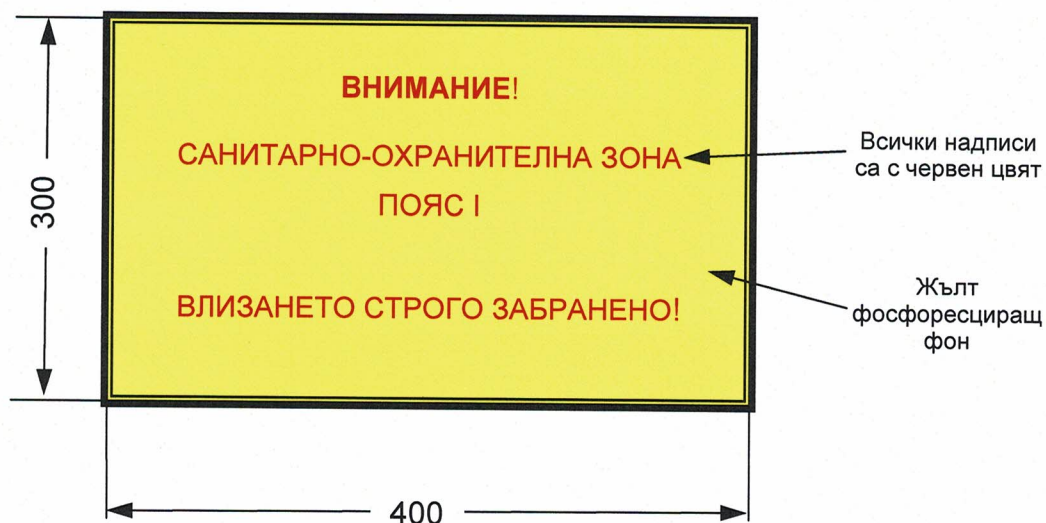 ВНИМАНИЕ!
САНИТАРНО-ОХРАНИТЕЛНА ЗОНА
ПОЯС I
ВЛИЗАНЕТО СТРОГО ЗАБРАНЕНО!
Всички надписи
са с червен цвят
Жълт
фосфоресциращ
фон
300
400